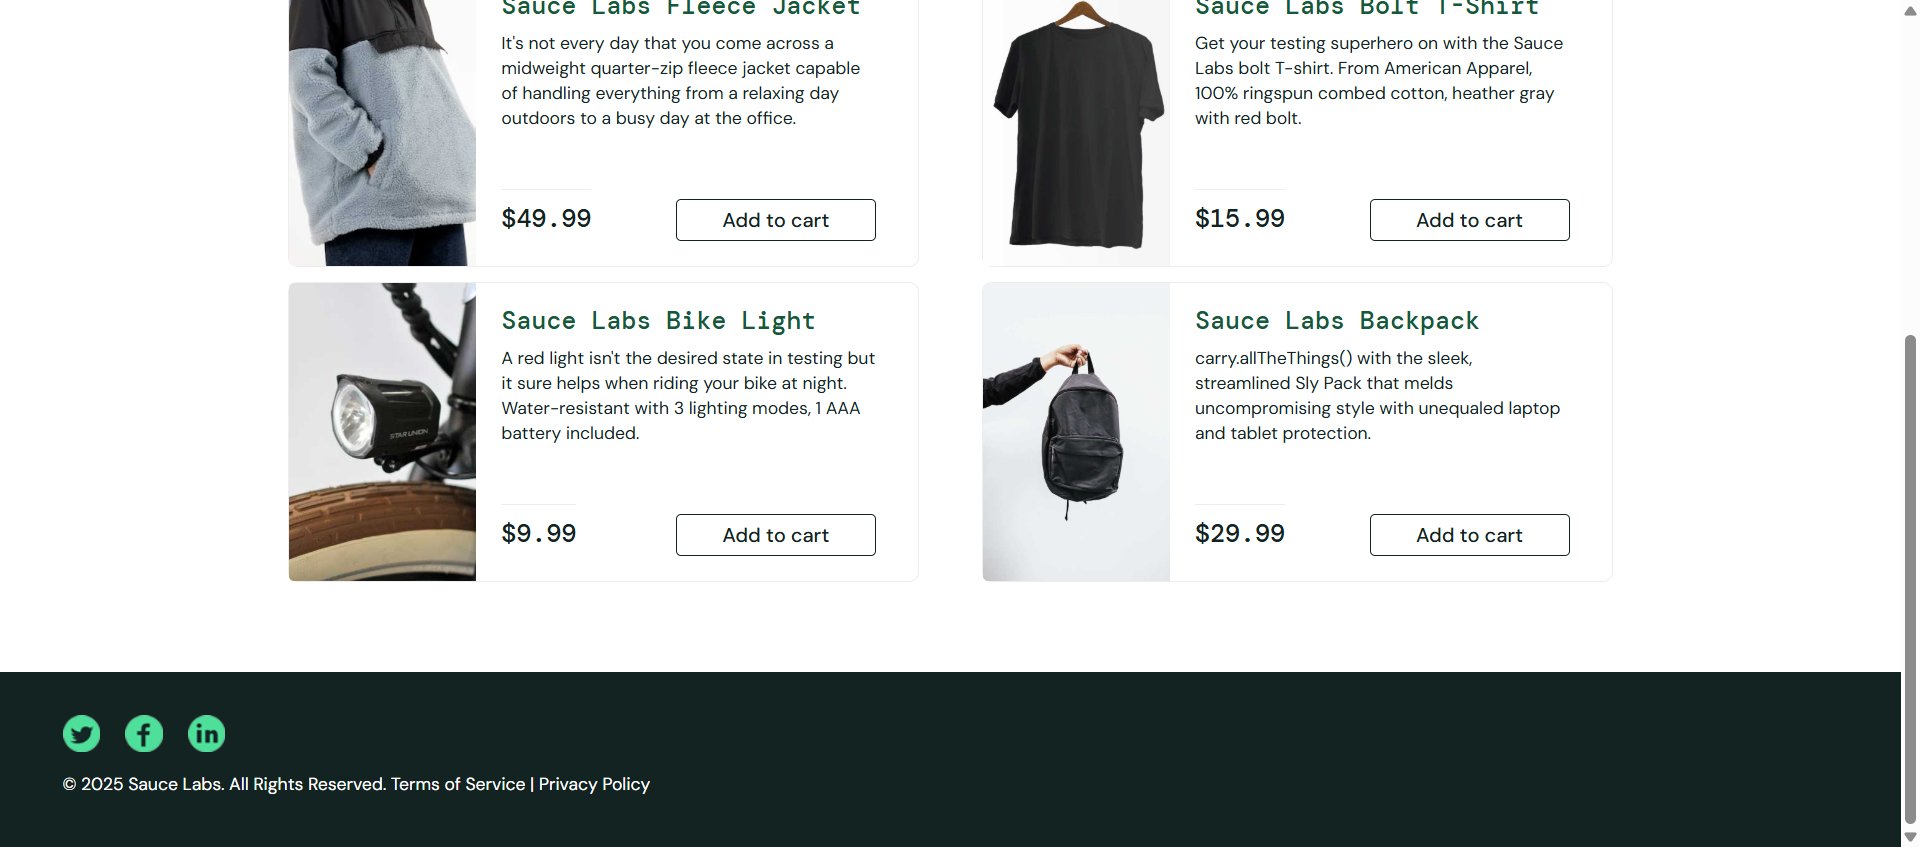 Sauce Labs Fleece Jacket
It's not every day that you come across a
midweight quarter-zip fleece jacket capable
of handling everything from a relaxing day
outdoors to a busy day at the office.
$49.99
Add to cart
Sauce Labs Bolt T-Shirt
Get your testing superhero on with the Sauce
Labs bolt T-shirt. From American Apparel,
100% ringspun combed cotton, heather gray
with red bolt.
$15.99
Add to cart
Sauce Labs Bike Light
A red light isn't the desired state in testing but
it sure helps when riding your bike at night.
Water-resistant with 3 lighting modes, 1 AAA
battery included.
$9.99
Add to cart
STAR UNION
Sauce Labs Backpack
carry.allTheThings() with the sleek,
streamlined Sly Pack that melds
uncompromising style with unequaled laptop
and tablet protection.
$29.99
Add to cart
© 2025 Sauce Labs. All Rights Reserved. Terms of Service | Privacy Policy